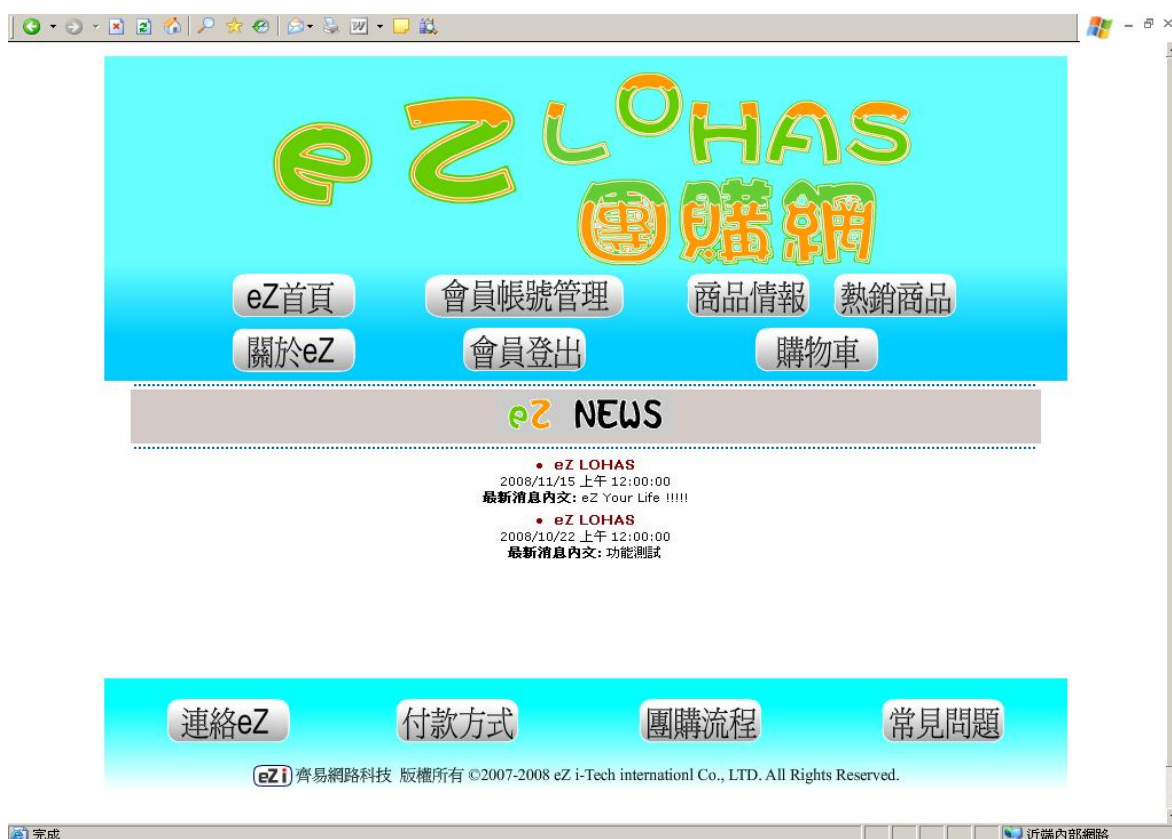 eZ LOHAS
團購網
eZ首頁 會員帳號管理 商品情報 熱銷商品
關於eZ 會員登出 購物車
eZ NEWS
• eZ LOHAS
2008/11/15 上午 12:00:00
最新消息內文: eZ Your Life !!!!!
• eZ LOHAS
2008/10/22 上午 12:00:00
最新消息內文: 功能測試
連絡eZ 付款方式 團購流程 常見問題
eZ i 齊易網路科技 版權所有 ©2007-2008 eZ i-Tech internationl Co., LTD. All Rights Reserved.
完成 近端內部網路